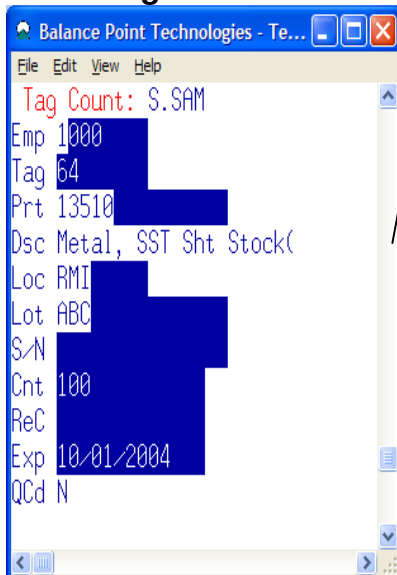 Balance Point Technologies - Te...
File Edit View Help
Tag Count: S.SAM
Emp 1000
Tag 64
Prt 13510
Dsc Metal, SST Sht Stock(
Loc RMI
Lot ABC
S/N
Cnt 100
ReC
Exp 10/01/2004
QCd N